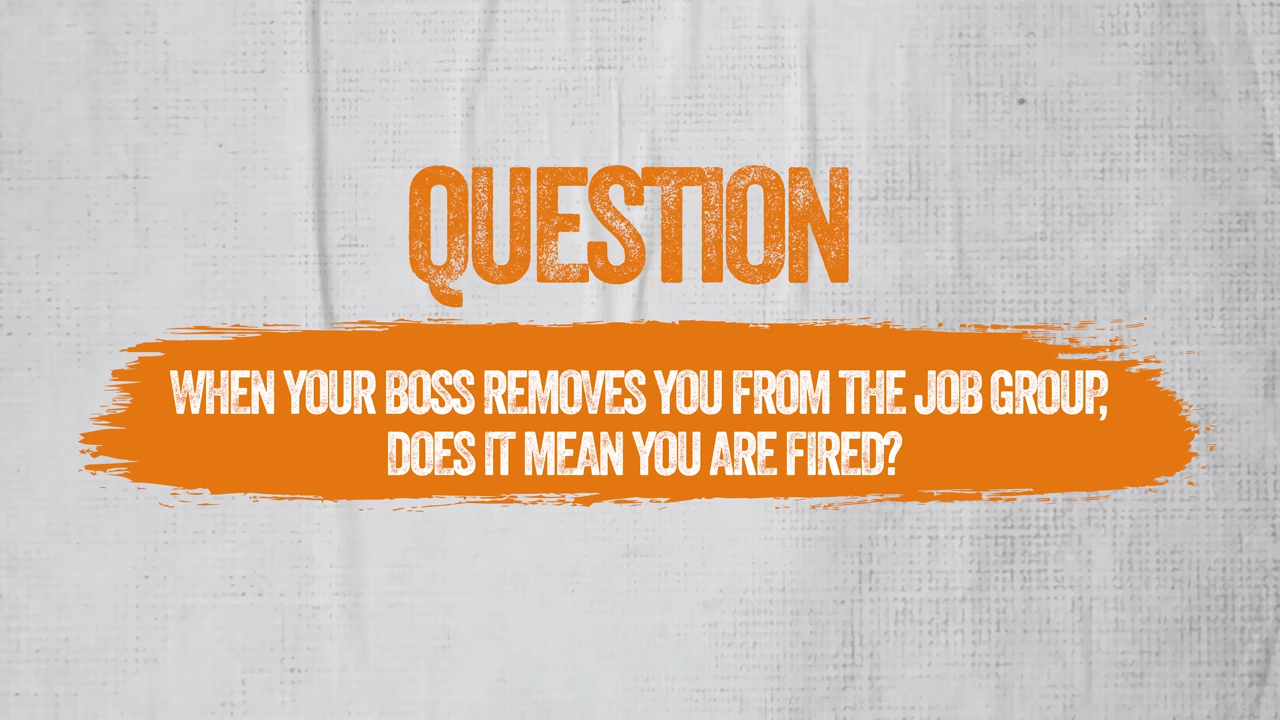 QUESTION
WHEN YOUR BOSS REMOVES YOU FROM THE JOB GROUP,
DOES IT MEAN YOU ARE FIRED?